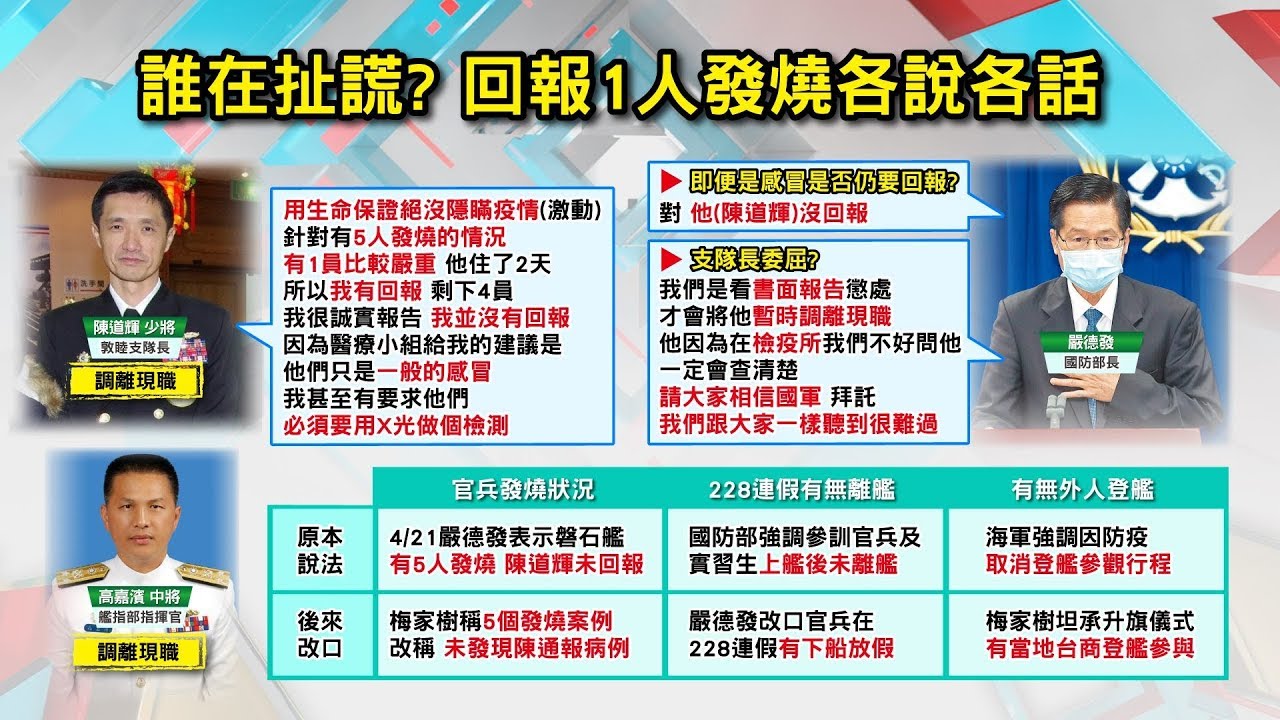 誰在扯謊? 回報1人發燒各說各話
洗手間
陳道輝 少將
敦睦支隊長
調離現職
用生命保證絕沒隱瞞疫情(激動)
針對有5人發燒的情況
有1員比較嚴重 他住了2天
所以我有回報 剩下4員
我很誠實報告 我並沒有回報
因為醫療小組給我的建議是
他們只是一般的感冒
我甚至有要求他們
必須要用X光做個檢測
▶ 即便是感冒是否仍要回報?
對 他(陳道輝)沒回報
▶ 支隊長委屈?
我們是看書面報告懲處
才會將他暫時調離現職
他因為在檢疫所我們不好問他
一定會查清楚
請大家相信國軍 拜託
我們跟大家一樣聽到很難過
嚴德發
國防部長
高嘉濱 中將
艦指部指揮官
調離現職
官兵發燒狀況
228連假有無離艦
有無外人登艦
原本
說法
4/21嚴德發表示磐石艦
有5人發燒 陳道輝未回報
國防部強調參訓官兵及
實習生上艦後未離艦
海軍強調因防疫
取消登艦參觀行程
後來
改口
梅家樹稱5個發燒案例
改稱 未發現陳通報病例
嚴德發改口官兵在
228連假有下船放假
梅家樹坦承升旗儀式
有當地台商登艦參與